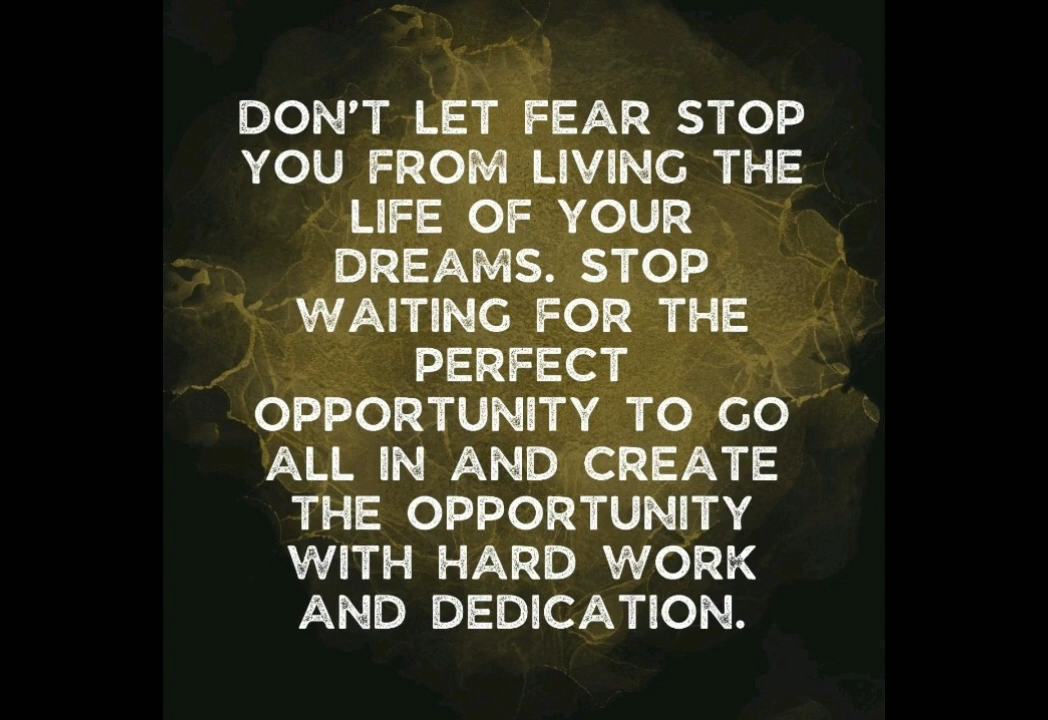 DON'T LET FEAR STOP
YOU FROM LIVING THE
LIFE OF YOUR
DREAMS. STOP
WAITING FOR THE
PERFECT
OPPORTUNITY TO GO
ALL IN AND CREATE
THE OPPORTUNITY
WITH HARD WORK
AND DEDICATION.